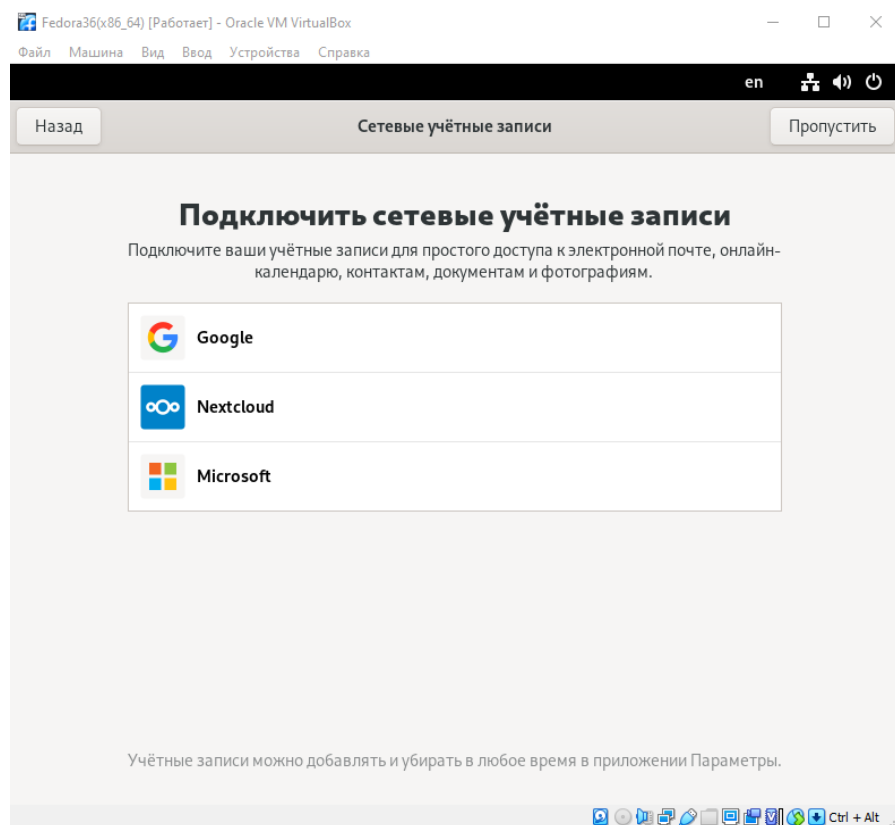 Fedora36(x86_64) [Работает] - Oracle VM VirtualBox
Файл Машина Вид Ввод Устройства Справка
en
Назад Сетевые учётные записи Пропустить
Подключить сетевые учётные записи
Подключите ваши учётные записи для простого доступа к электронной почте, онлайн-
календарю, контактам, документам и фотографиям.
Google
Nextcloud
Microsoft
Учётные записи можно добавлять и убирать в любое время в приложении Параметры.
Ctrl + Alt